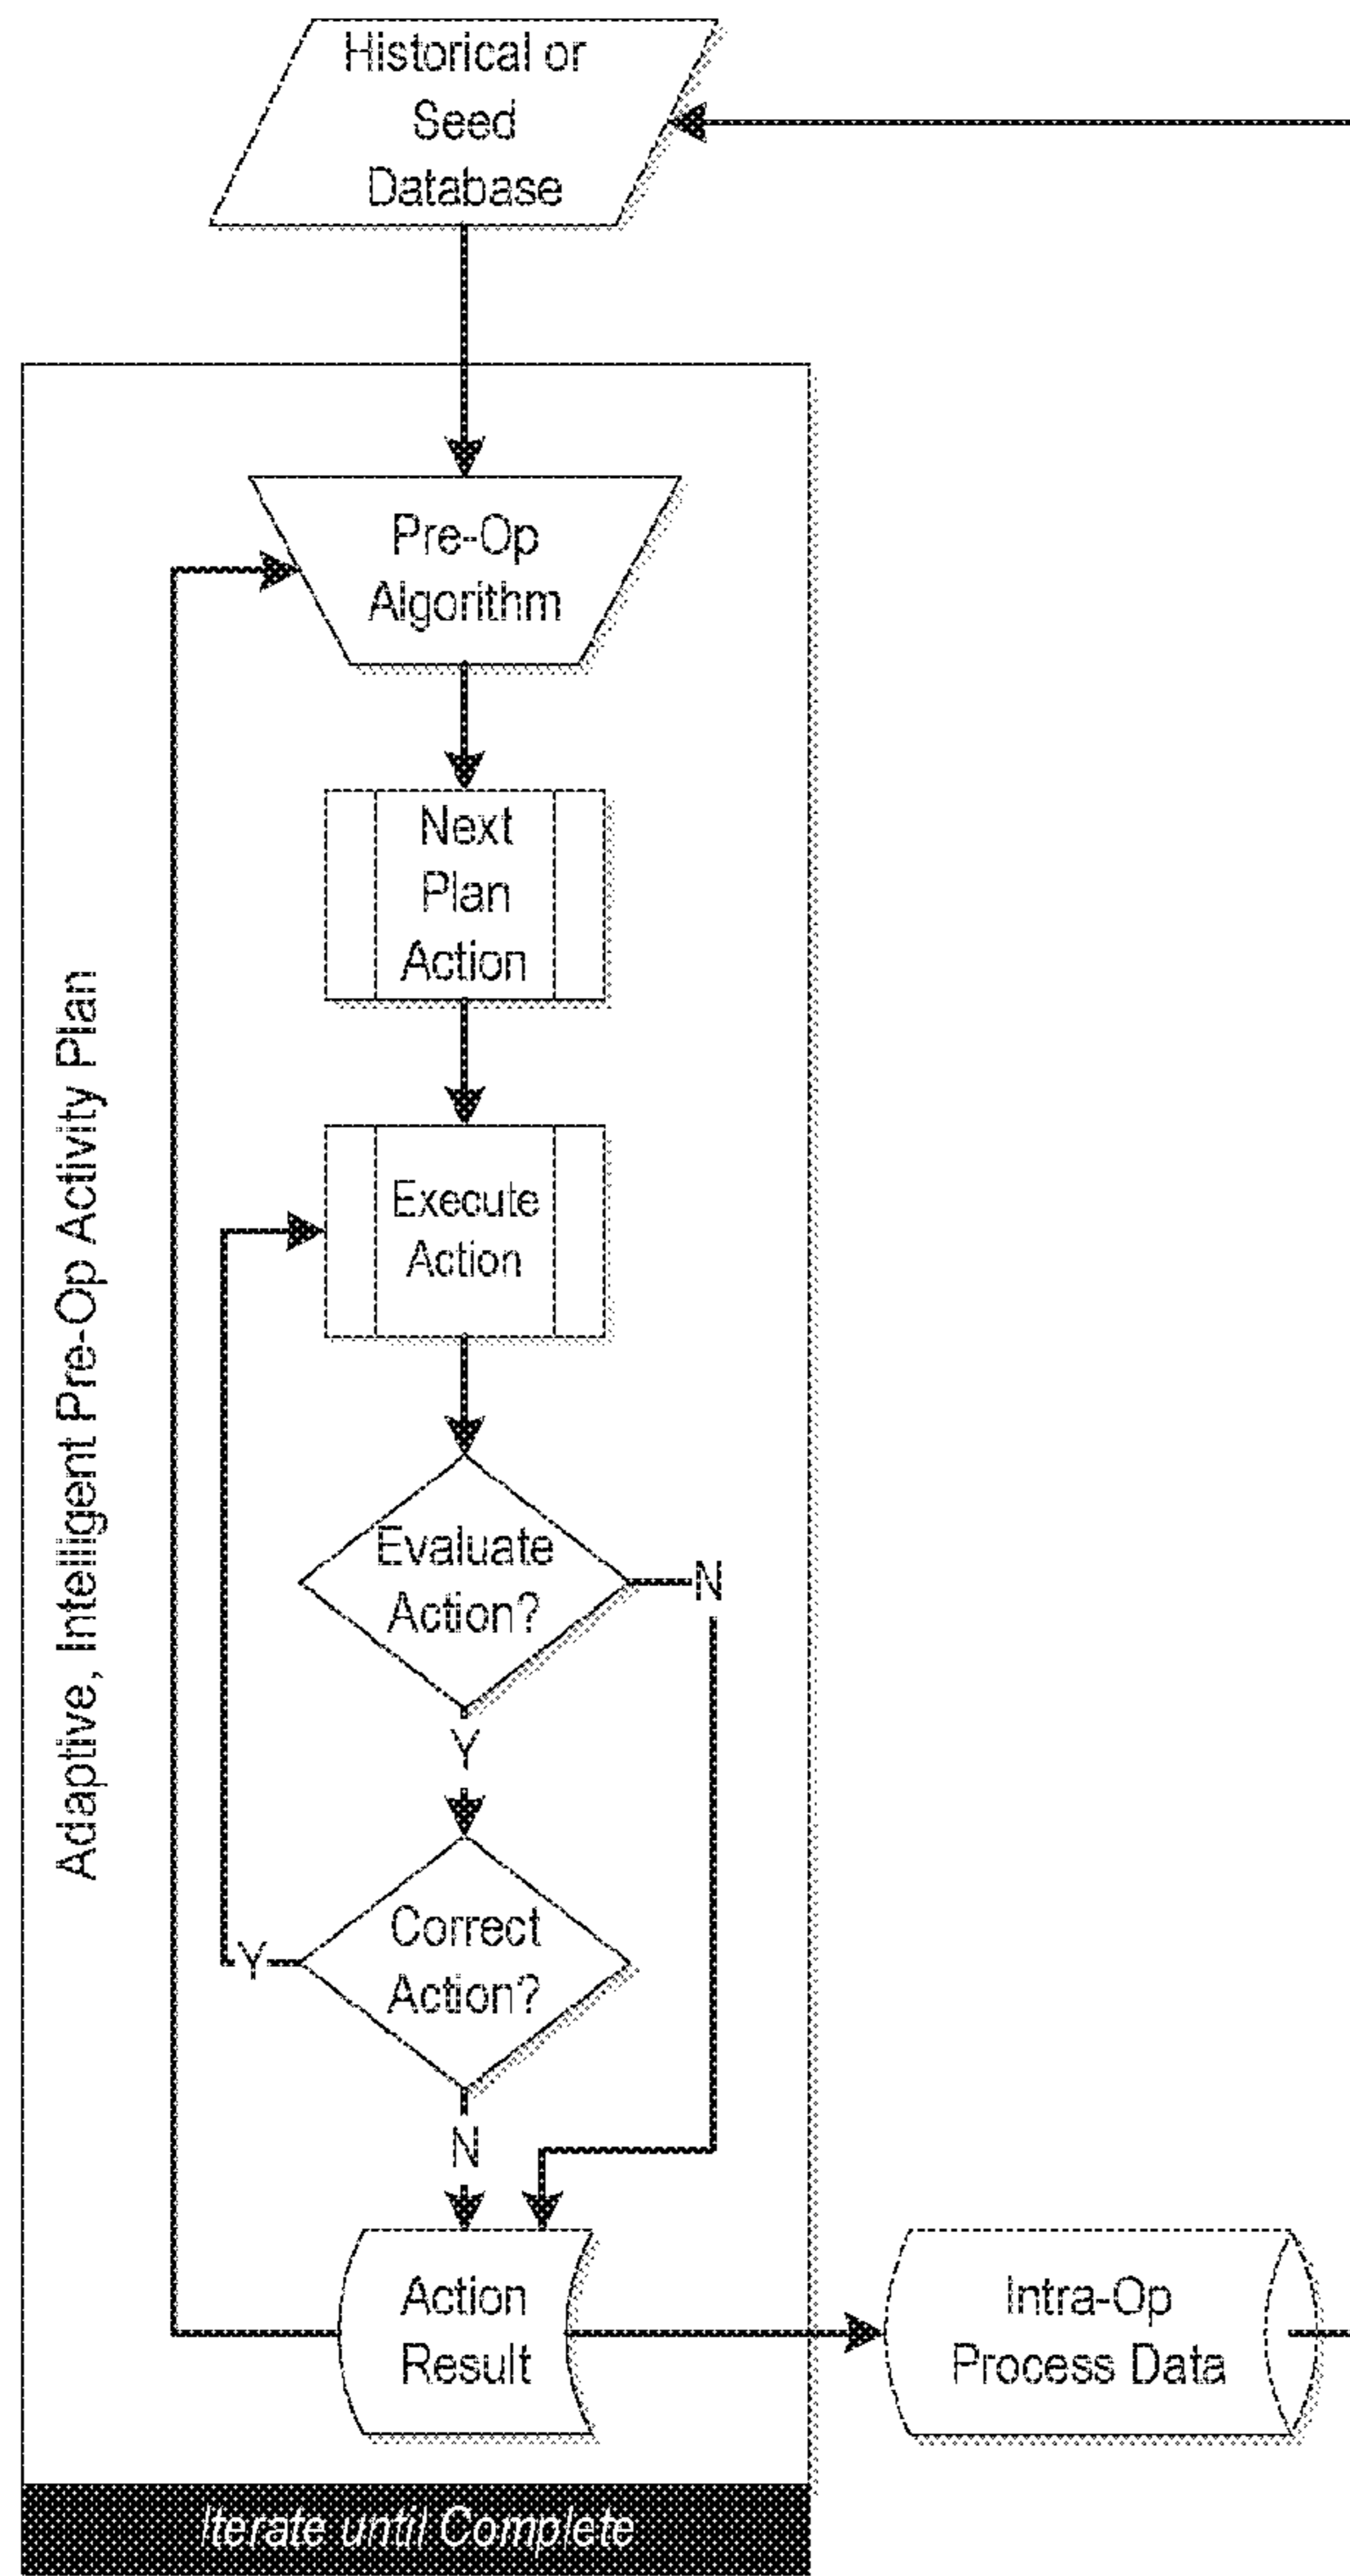 Historical or
Seed
Database
Pre-Op
Algorithm
Next
Plan
Action
Execute
Action
Evaluate
Action?
N
Y
Correct
Action?
Y
N
Action
Result
Intra-Op
Process Data
Adaptive, Intelligent Pre-Op Activity Plan
Iterate until Complete